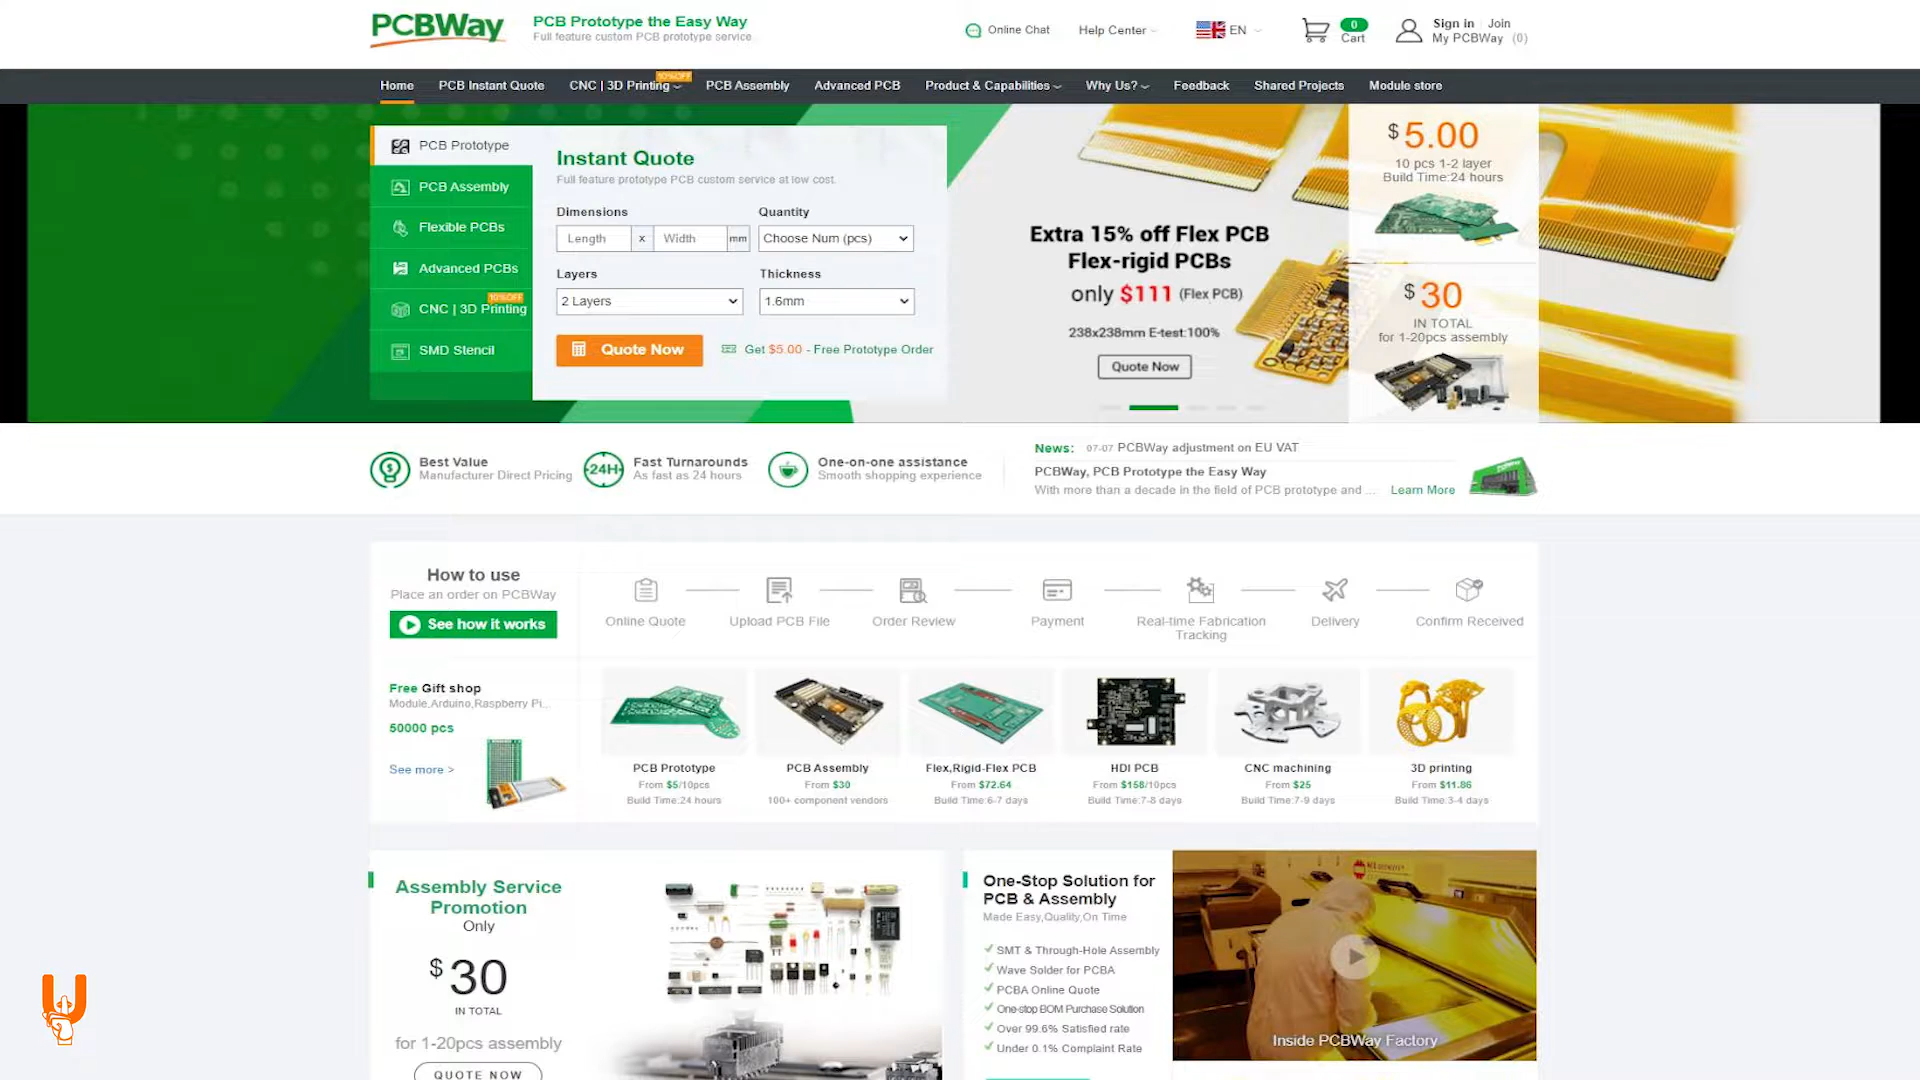 PCBWay
PCB Prototype the Easy Way
Full feature custom PCB prototype service
Online Chat
Help Center
EN
0
Cart
Sign in Join
My PCBWay (0)
Home
PCB Instant Quote
CNC | 3D Printing
10%OFF
PCB Assembly
Advanced PCB
Product & Capabilities
Why Us?
Feedback
Shared Projects
Module store
PCB Prototype
PCB Assembly
Flexible PCBs
Advanced PCBs
10%OFF
CNC | 3D Printing
SMD Stencil
Instant Quote
Full feature prototype PCB custom service at low cost.
Dimensions
Quantity
Length x Width mm
Choose Num (pcs)
Layers
Thickness
2 Layers
1.6mm
Quote Now
Get $5.00 - Free Prototype Order
Extra 15% off Flex PCB
Flex-rigid PCBs
only $111 (Flex PCB)
238x238mm E-test:100%
Quote Now
$5.00
10 pcs 1-2 layer
Build Time:24 hours
$30
IN TOTAL
for 1-20pcs assembly
Best Value
Manufacturer Direct Pricing
24H
Fast Turnarounds
As fast as 24 hours
One-on-one assistance
Smooth shopping experience
News: 07-07 PCBWay adjustment on EU VAT
PCBWay, PCB Prototype the Easy Way
With more than a decade in the field of PCB prototype and ... Learn More
How to use
Place an order on PCBWay
See how it works
Online Quote
Upload PCB File
Order Review
Payment
Real-time Fabrication
Tracking
Delivery
Confirm Received
Free Gift shop
Module,Arduino,Raspberry Pi...
50000 pcs
See more >
PCB Prototype
From $5/10pcs
Build Time:24 hours
PCB Assembly
From $30
100+ component vendors
Flex,Rigid-Flex PCB
From $72.64
Build Time:6-7 days
HDI PCB
From $158/10pcs
Build Time:7-8 days
CNC machining
From $25
Build Time:7-9 days
3D printing
From $11.86
Build Time:3-4 days
Assembly Service
Promotion
Only
$30
IN TOTAL
for 1-20pcs assembly
QUOTE NOW
One-Stop Solution for
PCB & Assembly
Made Easy,Quality,On Time
SMT & Through-Hole Assembly
Wave Solder for PCBA
PCBA Online Quote
One-stop BOM Purchase Solution
Over 99.6% Satisfied rate
Under 0.1% Complaint Rate
Inside PCBWay Factory